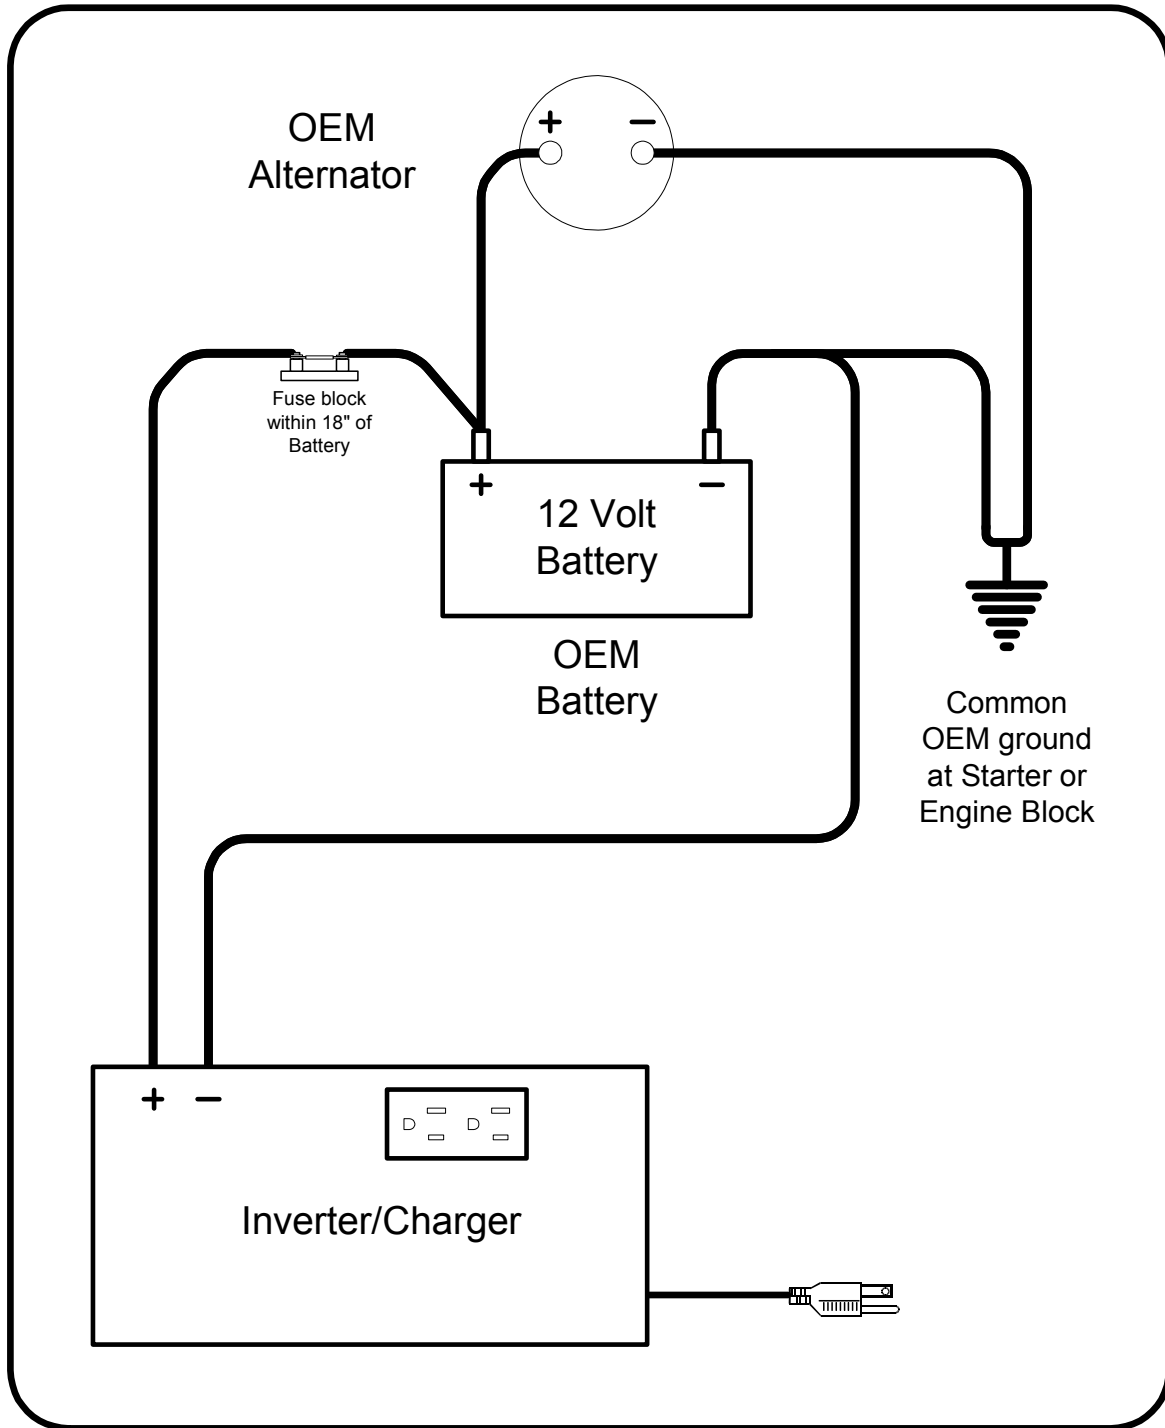 OEM
Alternator
+ −
Fuse block
within 18" of
Battery
+ −
12 Volt
Battery
OEM
Battery
Common
OEM ground
at Starter or
Engine Block
+ −
Inverter/Charger